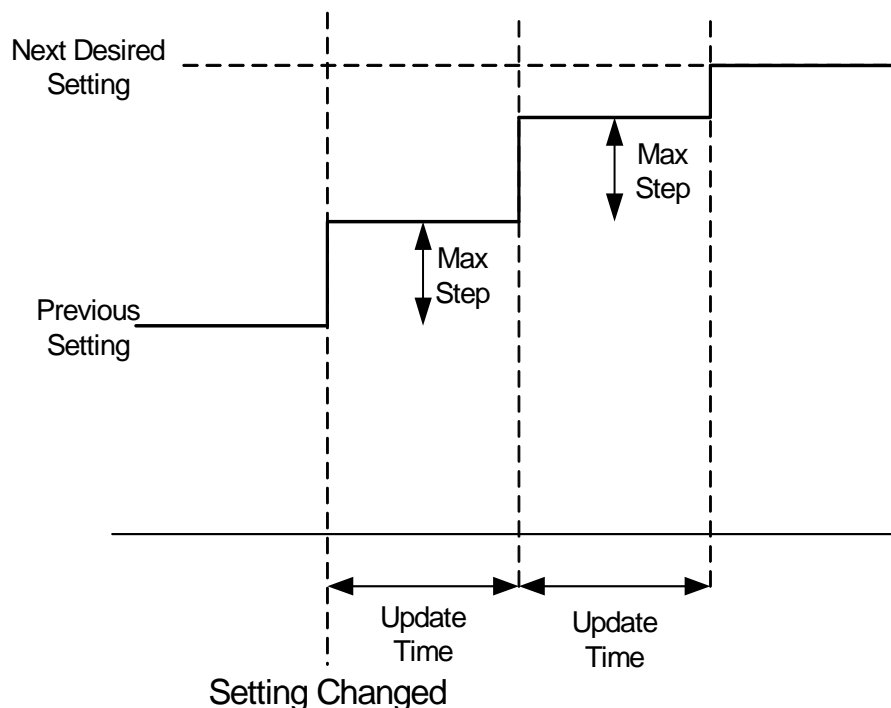 Next Desired
Setting
Max
Step
Max
Step
Previous
Setting
Update
Time
Update
Time
Setting Changed